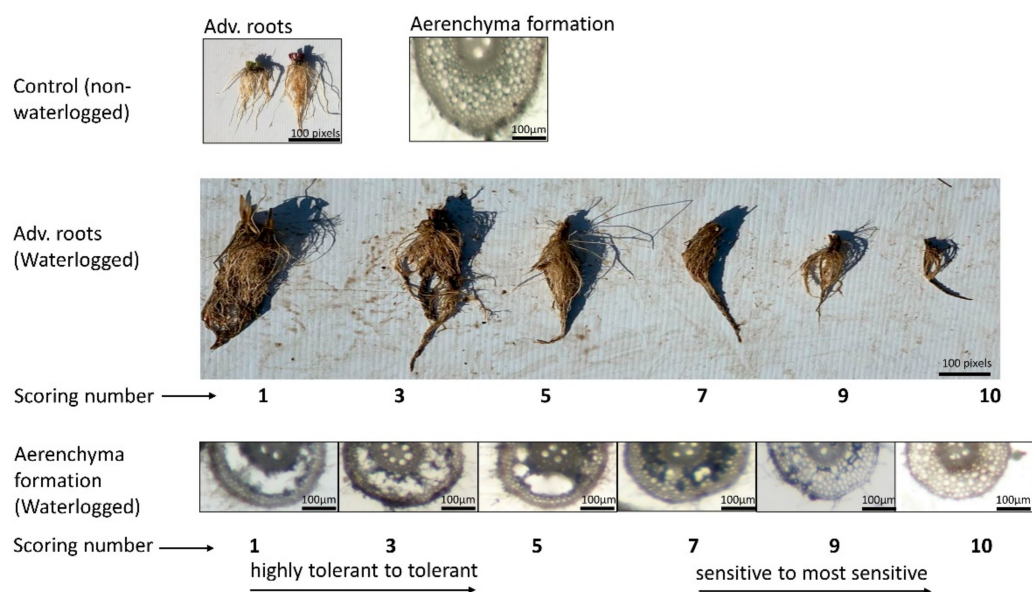 Adv. roots
Aerenchyma formation
Control (non-
waterlogged)
100 pixels
100μm
Adv. roots
(Waterlogged)
100 pixels
Scoring number
1 3 5 7 9 10
Aerenchyma
formation
(Waterlogged)
100μm 100μm 100μm 100μm 100μm 100μm
Scoring number
1 3 5 7 9 10
highly tolerant to tolerant
sensitive to most sensitive